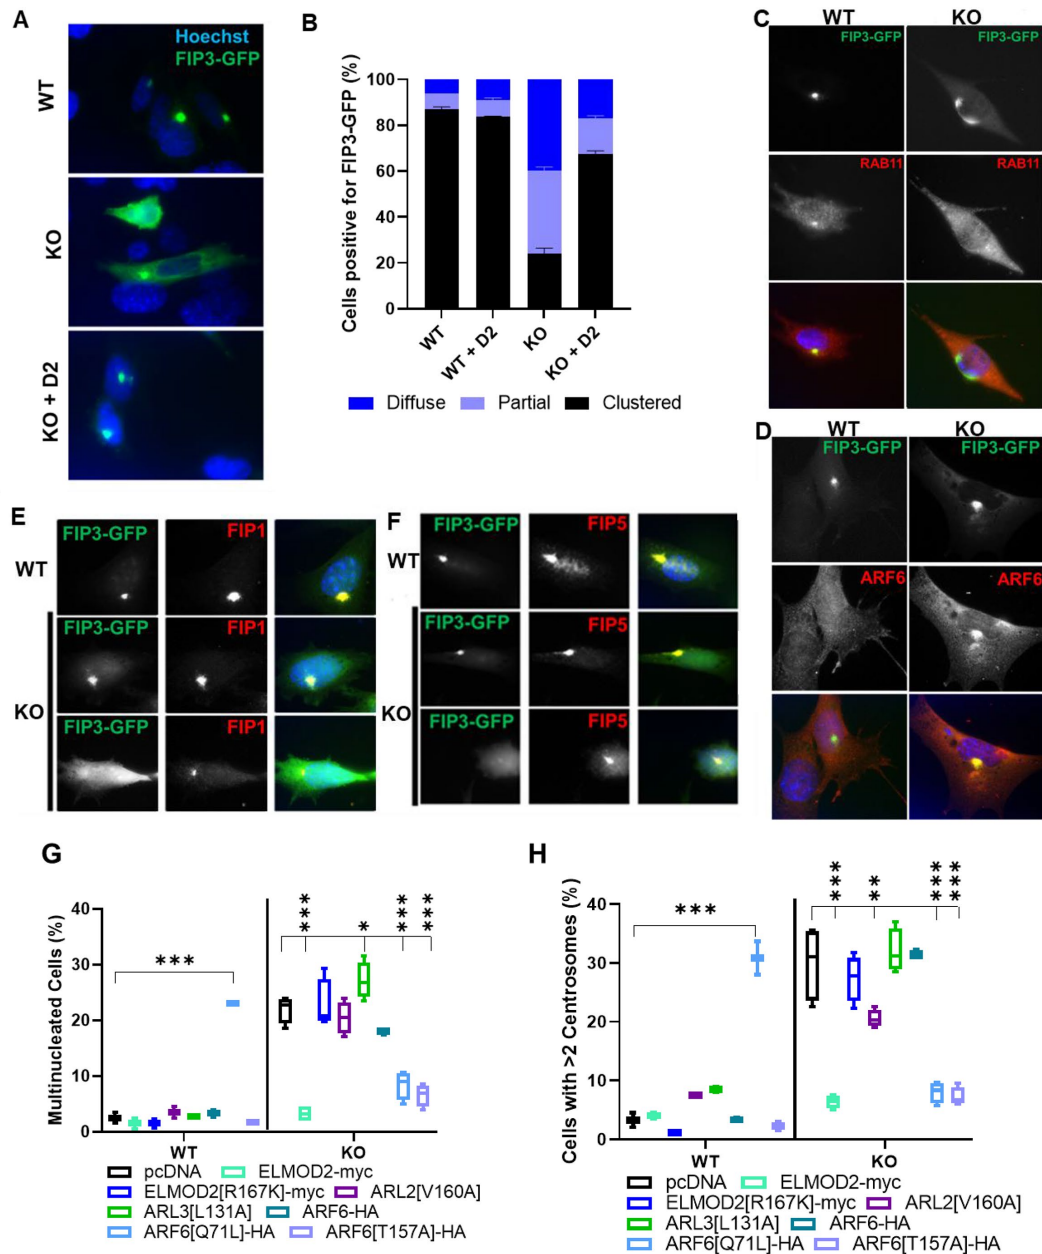 A
Hoechst
FIP3-GFP
WT
KO
KO + D2
B
Cells positive for FIP3-GFP (%)
100
80
60
40
20
0
WT
WT + D2
KO
KO + D2
Diffuse Partial Clustered
C
WT KO
FIP3-GFP FIP3-GFP
RAB11 RAB11
D
WT KO
FIP3-GFP FIP3-GFP
ARF6 ARF6
E
FIP3-GFP FIP1
WT
FIP3-GFP FIP1
KO
FIP3-GFP FIP1
F
FIP3-GFP FIP5
WT
FIP3-GFP FIP5
KO
FIP3-GFP FIP5
G
Multinucleated Cells (%)
40
30
20
10
0
***
*** * *** ***
WT KO
pcDNA ELMOD2-myc
ELMOD2[R167K]-myc ARL2[V160A]
ARL3[L131A] ARF6-HA
ARF6[Q71L]-HA ARF6[T157A]-HA
H
Cells with >2 Centrosomes (%)
40
30
20
10
0
***
*** ** *** ***
WT KO
pcDNA ELMOD2-myc
ELMOD2[R167K]-myc ARL2[V160A]
ARL3[L131A] ARF6-HA
ARF6[Q71L]-HA ARF6[T157A]-HA